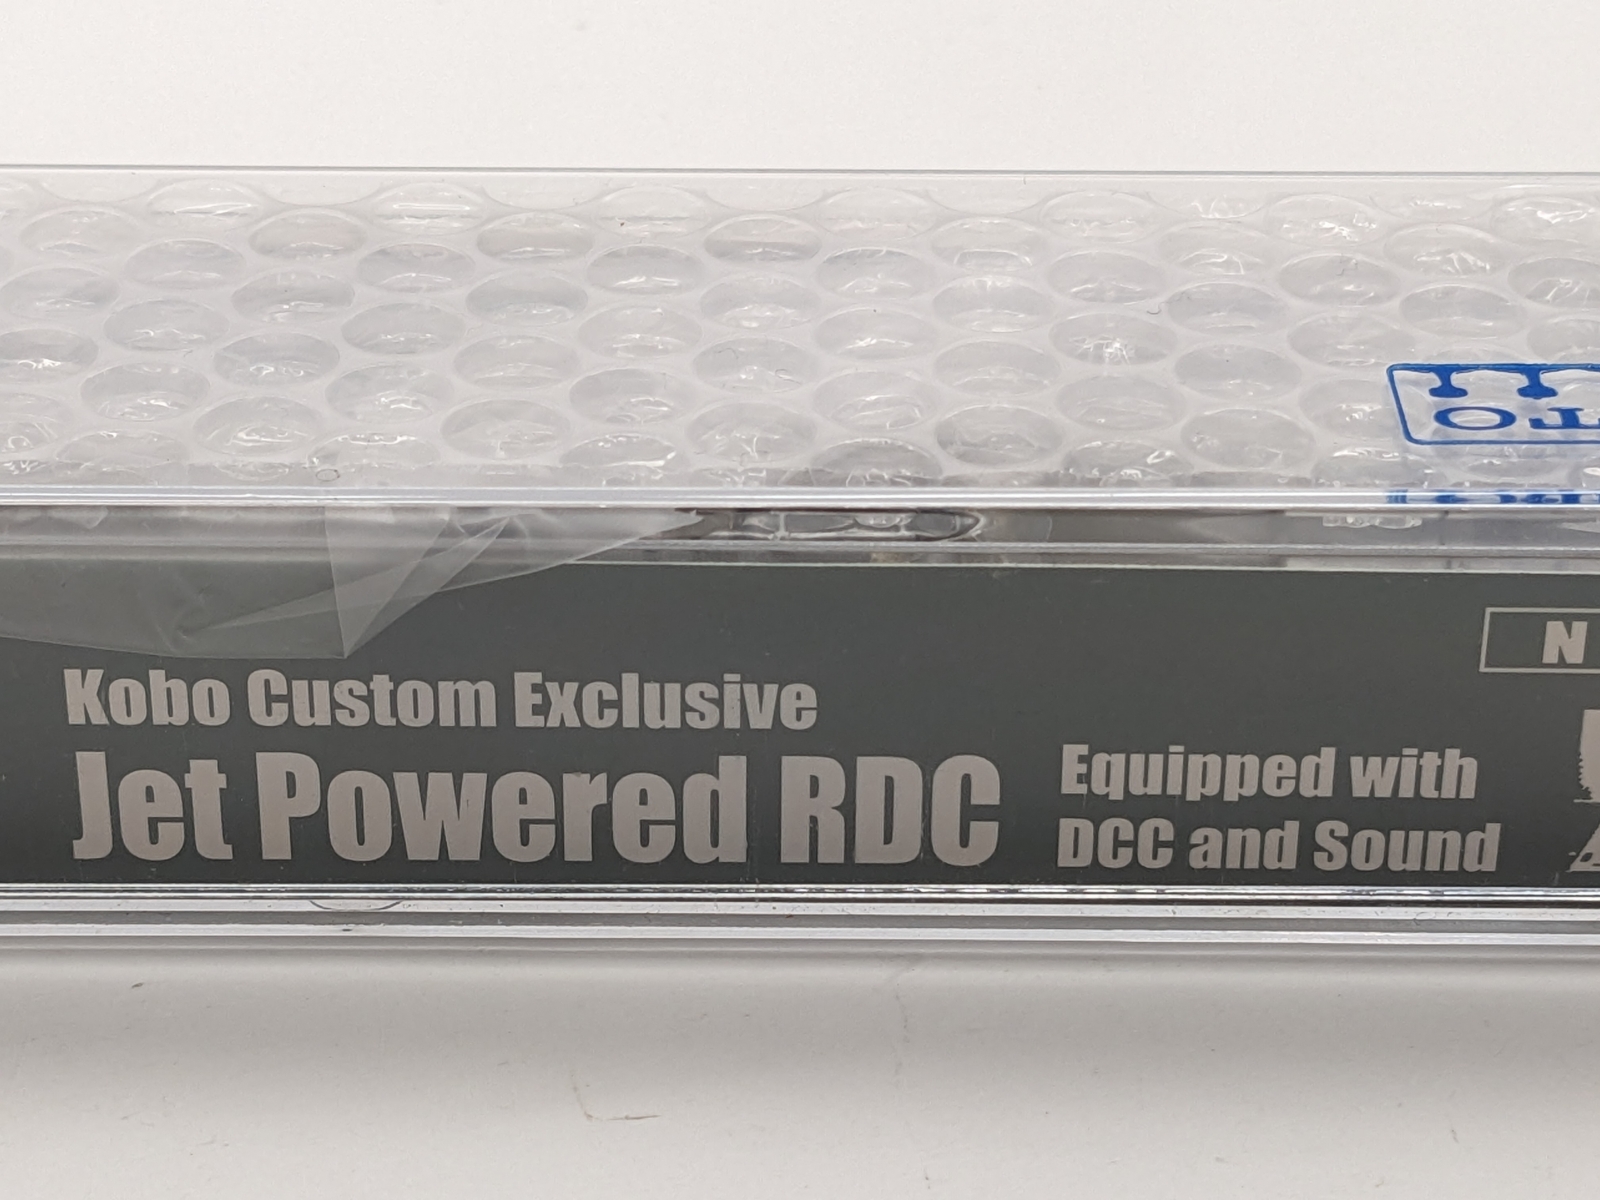 N
Kobo Custom Exclusive
Jet Powered RDC
Equipped with
DCC and Sound